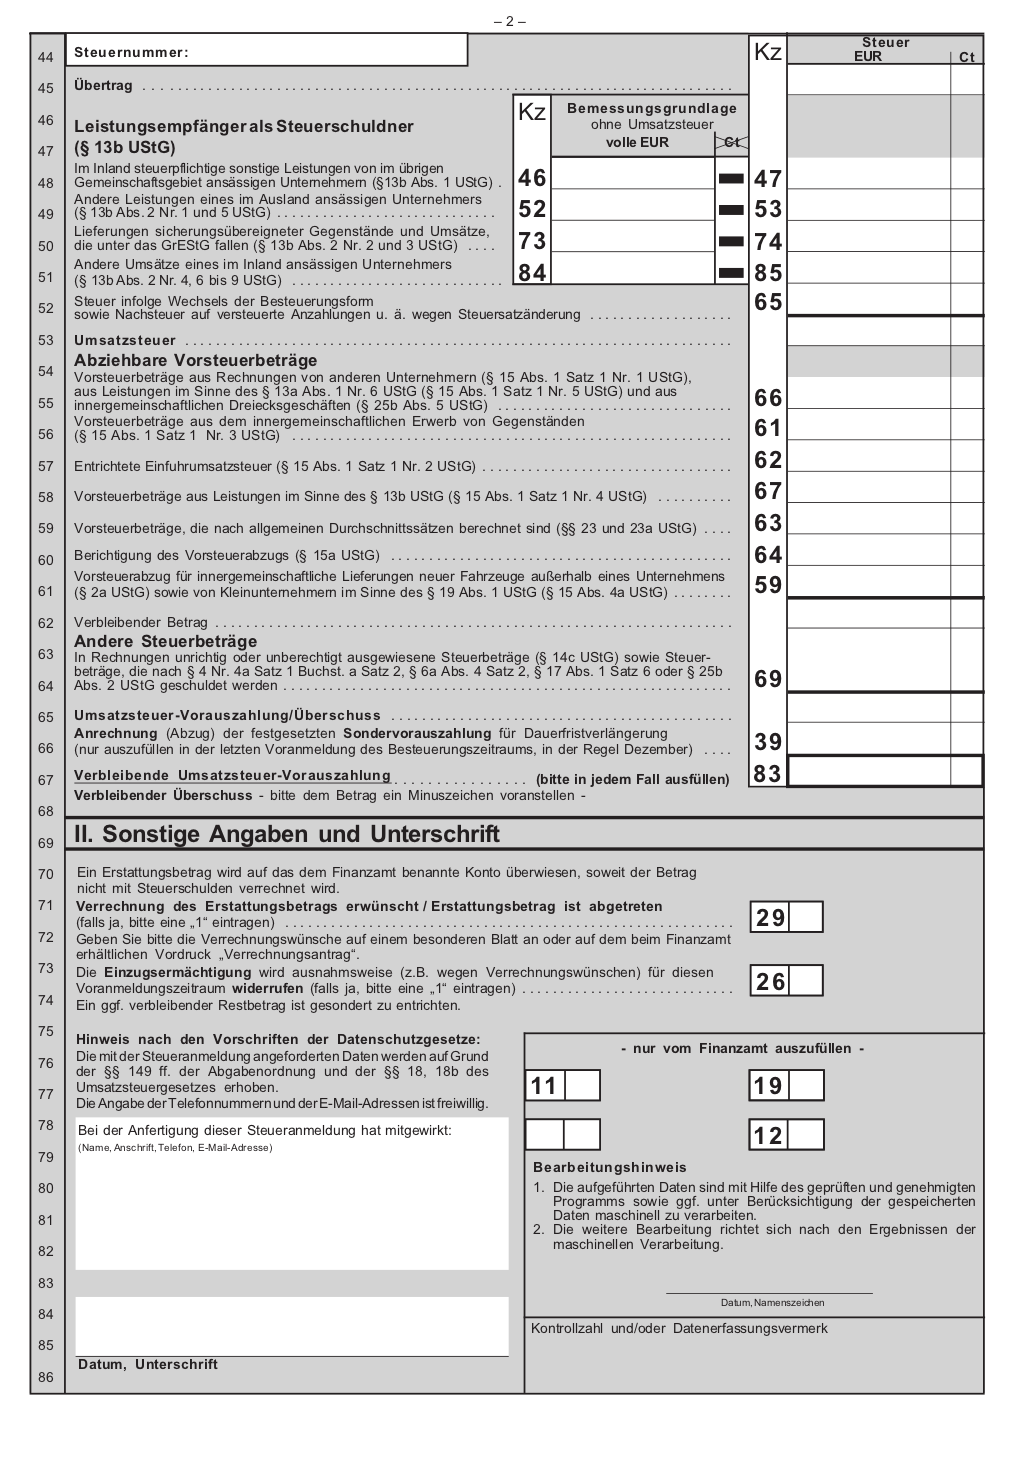 – 2 –
44 Steuernummer: Kz Steuer
EUR Ct
45 Übertrag
46 Kz Bemessungsgrundlage
ohne Umsatzsteuer
volle EUR Ct
Leistungsempfänger als Steuerschuldner
47 (§ 13b UStG)
Im Inland steuerpflichtige sonstige Leistungen von im übrigen
48 Gemeinschaftsgebiet ansässigen Unternehmern (§13b Abs. 1 UStG) . 46 47
Andere Leistungen eines im Ausland ansässigen Unternehmers
49 (§ 13b Abs. 2 Nr. 1 und 5 UStG) 52 53
Lieferungen sicherungsübereigneter Gegenstände und Umsätze,
50 die unter das GrEStG fallen (§ 13b Abs. 2 Nr. 2 und 3 UStG) .... 73 74
Andere Umsätze eines im Inland ansässigen Unternehmers
51 (§ 13b Abs. 2 Nr. 4, 6 bis 9 UStG) 84 85
Steuer infolge Wechsels der Besteuerungsform
52 sowie Nachsteuer auf versteuerte Anzahlungen u. ä. wegen Steuersatzänderung 65
53 Umsatzsteuer
54 Abziehbare Vorsteuerbeträge
Vorsteuerbeträge aus Rechnungen von anderen Unternehmern (§ 15 Abs. 1 Satz 1 Nr. 1 UStG),
aus Leistungen im Sinne des § 13a Abs. 1 Nr. 6 UStG (§ 15 Abs. 1 Satz 1 Nr. 5 UStG) und aus
55 innergemeinschaftlichen Dreiecksgeschäften (§ 25b Abs. 5 UStG) 66
Vorsteuerbeträge aus dem innergemeinschaftlichen Erwerb von Gegenständen
56 (§ 15 Abs. 1 Satz 1 Nr. 3 UStG) 61
57 Entrichtete Einfuhrumsatzsteuer (§ 15 Abs. 1 Satz 1 Nr. 2 UStG) 62
58 Vorsteuerbeträge aus Leistungen im Sinne des § 13b UStG (§ 15 Abs. 1 Satz 1 Nr. 4 UStG) 67
59 Vorsteuerbeträge, die nach allgemeinen Durchschnittssätzen berechnet sind (§§ 23 und 23a UStG) .... 63
60 Berichtigung des Vorsteuerabzugs (§ 15a UStG) 64
Vorsteuerabzug für innergemeinschaftliche Lieferungen neuer Fahrzeuge außerhalb eines Unternehmens
61 (§ 2a UStG) sowie von Kleinunternehmern im Sinne des § 19 Abs. 1 UStG (§ 15 Abs. 4a UStG) 59
62 Verbleibender Betrag
63 Andere Steuerbeträge
In Rechnungen unrichtig oder unberechtigt ausgewiesene Steuerbeträge (§ 14c UStG) sowie Steuer-
beträge, die nach § 4 Nr. 4a Satz 1 Buchst. a Satz 2, § 6a Abs. 4 Satz 2, § 17 Abs. 1 Satz 6 oder § 25b
64 Abs. 2 UStG geschuldet werden 69
65 Umsatzsteuer-Vorauszahlung/Überschuss
Anrechnung (Abzug) der festgesetzten Sondervorauszahlung für Dauerfristverlängerung
66 (nur auszufüllen in der letzten Voranmeldung des Besteuerungszeitraums, in der Regel Dezember) .... 39
67 Verbleibende Umsatzsteuer-Vorauszahlung (bitte in jedem Fall ausfüllen) 83
Verbleibender Überschuss - bitte dem Betrag ein Minuszeichen voranstellen -
68
69 II. Sonstige Angaben und Unterschrift
70 Ein Erstattungsbetrag wird auf das dem Finanzamt benannte Konto überwiesen, soweit der Betrag
nicht mit Steuerschulden verrechnet wird.
71 Verrechnung des Erstattungsbetrags erwünscht / Erstattungsbetrag ist abgetreten
(falls ja, bitte eine „1“ eintragen) 29
72 Geben Sie bitte die Verrechnungswünsche auf einem besonderen Blatt an oder auf dem beim Finanzamt
erhältlichen Vordruck „Verrechnungsantrag“.
73 Die Einzugsermächtigung wird ausnahmsweise (z.B. wegen Verrechnungswünschen) für diesen
Voranmeldungszeitraum widerrufen (falls ja, bitte eine „1“ eintragen) 26
74 Ein ggf. verbleibender Restbetrag ist gesondert zu entrichten.
75 Hinweis nach den Vorschriften der Datenschutzgesetze:
76 Die mit der Steueranmeldung angeforderten Daten werden auf Grund
der §§ 149 ff. der Abgabenordnung und der §§ 18, 18b des
77 Umsatzsteuergesetzes erhoben.
Die Angabe der Telefonnummern und der E-Mail-Adressen ist freiwillig.
78 Bei der Anfertigung dieser Steueranmeldung hat mitgewirkt:
(Name, Anschrift, Telefon, E-Mail-Adresse)
79
80
81
82
83
84
85
Datum, Unterschrift
86
- nur vom Finanzamt auszufüllen -
11 19
12
Bearbeitungshinweis
1. Die aufgeführten Daten sind mit Hilfe des geprüften und genehmigten
Programms sowie ggf. unter Berücksichtigung der gespeicherten
Daten maschinell zu verarbeiten.
2. Die weitere Bearbeitung richtet sich nach den Ergebnissen der
maschinellen Verarbeitung.
Datum, Namenszeichen
Kontrollzahl und/oder Datenerfassungsvermerk